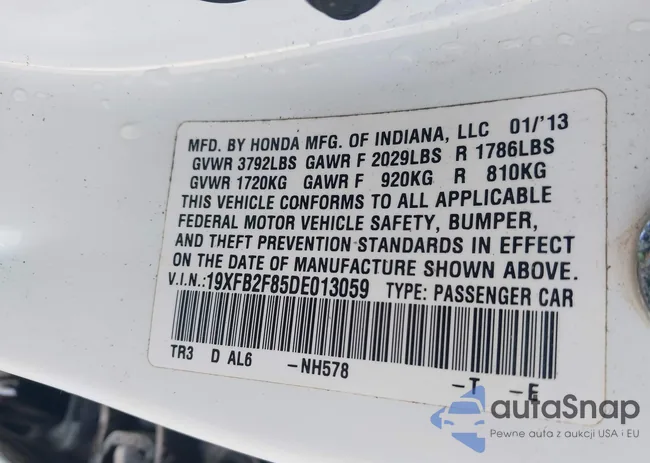 MFD. BY HONDA MFG. OF INDIANA, LLC 01/'13
GVWR 3792LBS GAWR F 2029LBS R 1786LBS
GVWR 1720KG GAWR F 920KG R 810KG
THIS VEHICLE CONFORMS TO ALL APPLICABLE
FEDERAL MOTOR VEHICLE SAFETY, BUMPER,
AND THEFT PREVENTION STANDARDS IN EFFECT
ON THE DATE OF MANUFACTURE SHOWN ABOVE.
V.I.N.:19XFB2F85DE013059 TYPE: PASSENGER CAR
TR3 D AL6 -NH578 -T -E
autaSnap
Pewne auta z aukcji USA i EU